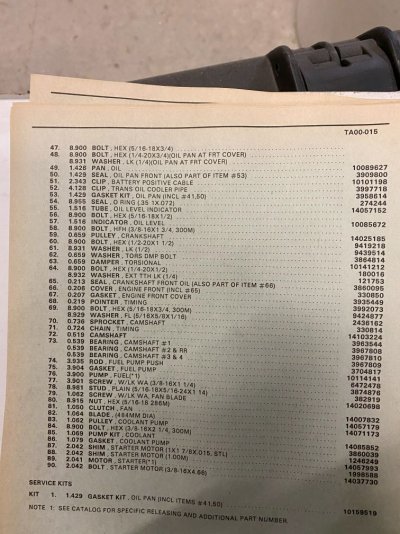 TA00-015
47. 8.900 BOLT , HEX (5/16-18X3/4)
48. 8.900 BOLT , HEX (1/4-20X3/4)(OIL PAN AT FRT COVER)
8.931 WASHER , LK (1/4)(OIL PAN AT FRT COVER)
49. 1.428 PAN , OIL
50. 1.429 SEAL , OIL PAN FRONT (ALSO PART OF ITEM #53)
51. 2.343 CLIP , BATTERY POSITIVE CABLE
52. 4.128 CLIP , TRANS OIL COOLER PIPE
53. 1.429 GASKET KIT , OIL PAN (INCL #41,50)
54. 8.955 SEAL , O RING (.35 1X.072)
55. 1.516 TUBE , OIL LEVEL INDICATOR
56. 8.900 BOLT , HEX (5/16-18X1/2)
57. 1.516 INDICATOR , OIL LEVEL
58. 8.900 BOLT , HFH (3/8-16X1 3/4, 300M)
59. 0.659 PULLEY , CRANKSHAFT
60. 8.900 BOLT , HEX (1/2-20X1 1/2)
61. 8.931 WASHER , LK (1/2)
62. 0.659 WASHER , TORS DMP BOLT
63. 0.659 DAMPER , TORSIONAL
64. 8.900 BOLT , HEX (1/4-20X1/2)
8.932 WASHER , EXT TTH LK (1/4)
65. 0.213 SEAL , CRANKSHAFT FRONT OIL (ALSO PART OF ITEM #66)
66. 0.206 COVER , ENGINE FRONT (INCL #65)
67. 0.207 GASKET , ENGINE FRONT COVER
68. 0.219 POINTER , TIMING
69. 8.900 BOLT , HEX (5/16-18X3/4, 300M)
8.929 WASHER , FL (5/16X5/8X1/16)
70. 0.736 SPROCKET , CAMSHAFT
71. 0.724 CHAIN , TIMING
72. 0.519 CAMSHAFT
73. 0.539 BEARING , CAMSHAFT #1
0.539 BEARING , CAMSHAFT #2 & RR
0.539 BEARING , CAMSHAFT #3 & 4
74. 3.935 ROD , FUEL PUMP PUSH
75. 3.904 GASKET , FUEL PUMP
76. 3.900 PUMP , FUEL(*1)
77. 3.901 SCREW , W/LK WA (3/8-16X1 1/4)
78. 8.981 STUD , PLAIN (5/16-18X5/16-24X1 14)
79. 1.062 SCREW , W/LK WA, FAN BLADE
80. 8.915 NUT , HEX (5/16-18 286M)
81. 1.050 CLUTCH , FAN
82. 1.064 BLADE , (484MM DIA)
83. 1.062 PULLEY , COOLANT PUMP
84. 8.900 BOLT , HEX (3/8-16X2 1/4, 300M)
85. 1.069 PUMP KIT , COOLANT
86. 1.079 GASKET , COOLANT PUMP
87. 2.042 SHIM , STARTER MOTOR (1X1 7/8X.015, STL)
88. 2.042 SHIM , STARTER MOTOR (1.00M)
89. 2.041 MOTOR , STARTER(*1)
90. 2.042 BOLT , STARTER MOTOR (3/8-16X4.66)
10089627
3909800
10101198
3997718
3958614
274244
14057152
10085672
14025185
9419218
9439514
3864814
10141212
180016
121753
3860095
330850
3935449
3992073
9424877
2436162
330814
14103224
3963544
3967808
3967810
3967809
3704817
10114141
6472478
3874876
382919
14020698
14007832
14057179
14071173
14085852
3860039
1246249
14057993
1998588
14037730
SERVICE KITS
KIT 1. 1.429 GASKET KIT , OIL PAN (INCL ITEMS #41,50) 10159519
NOTE 1: SEE CATALOG FOR SPECIFIC RELEASING AND ADDITIONAL PART NUMBER.